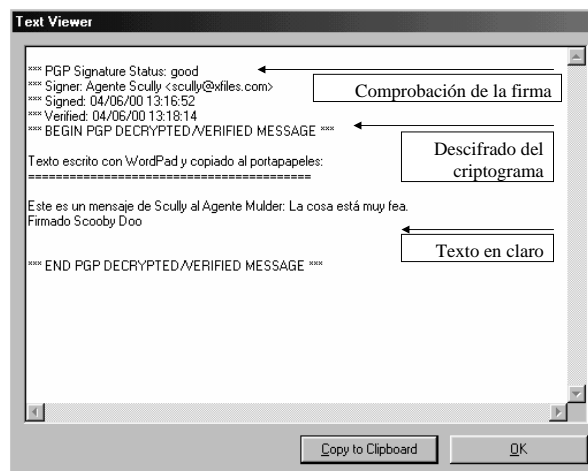 Text Viewer
*** PGP Signature Status: good
*** Signer: Agente Scully <scully@xfiles.com>
Comprobación de la firma
*** Signed: 04/06/00 13:16:52
*** Verified: 04/06/00 13:18:14
*** BEGIN PGP DECRYPTED/VERIFIED MESSAGE ***
Descifrado del
criptograma
Texto escrito con WordPad y copiado al portapapeles:
==========================================
Este es un mensaje de Scully al Agente Mulder: La cosa está muy fea.
Firmado Scooby Doo
Texto en claro
*** END PGP DECRYPTED/VERIFIED MESSAGE ***
Copy to Clipboard
OK